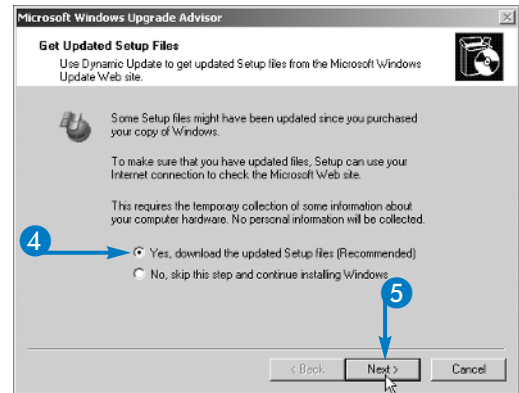 Microsoft Windows Upgrade Advisor
Get Updated Setup Files
Use Dynamic Update to get updated Setup files from the Microsoft Windows
Update Web site.
Some Setup files might have been updated since you purchased
your copy of Windows.
To make sure that you have updated files, Setup can use your
Internet connection to check the Microsoft Web site.
This requires the temporary collection of some information about
your computer hardware. No personal information will be collected.
4
Yes, download the updated Setup files (Recommended)
No, skip this step and continue installing Windows
5
< Back
Next >
Cancel